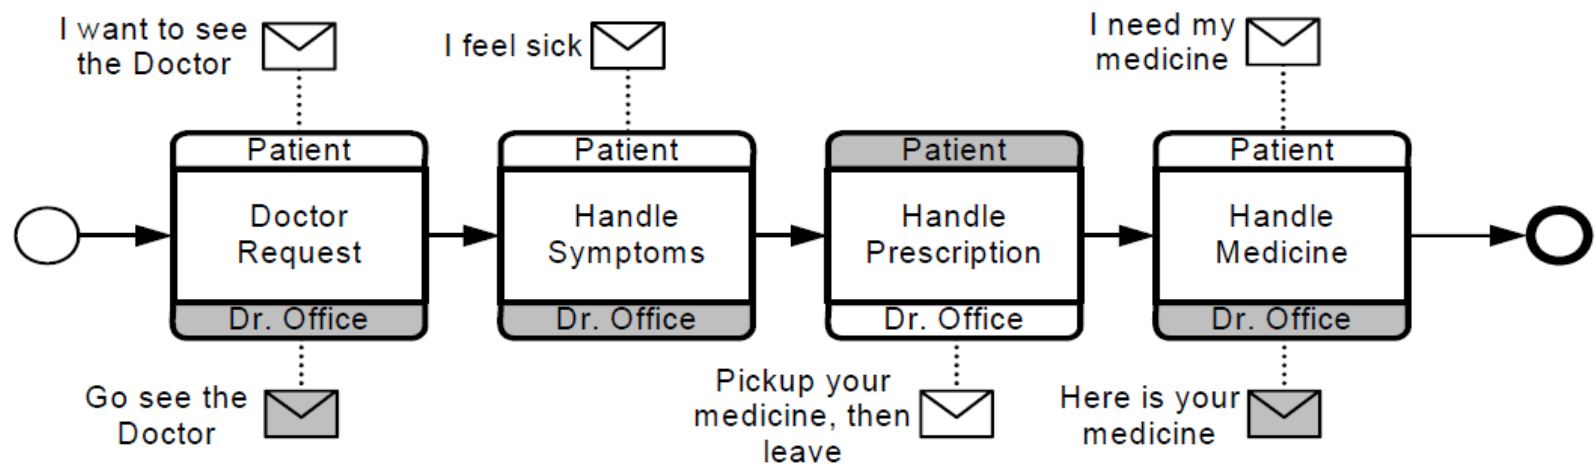 I want to see
the Doctor
I feel sick
I need my
medicine
Patient
Doctor
Request
Dr. Office
Patient
Handle
Symptoms
Dr. Office
Patient
Handle
Prescription
Dr. Office
Patient
Handle
Medicine
Dr. Office
Go see the
Doctor
Pickup your
medicine, then
leave
Here is your
medicine